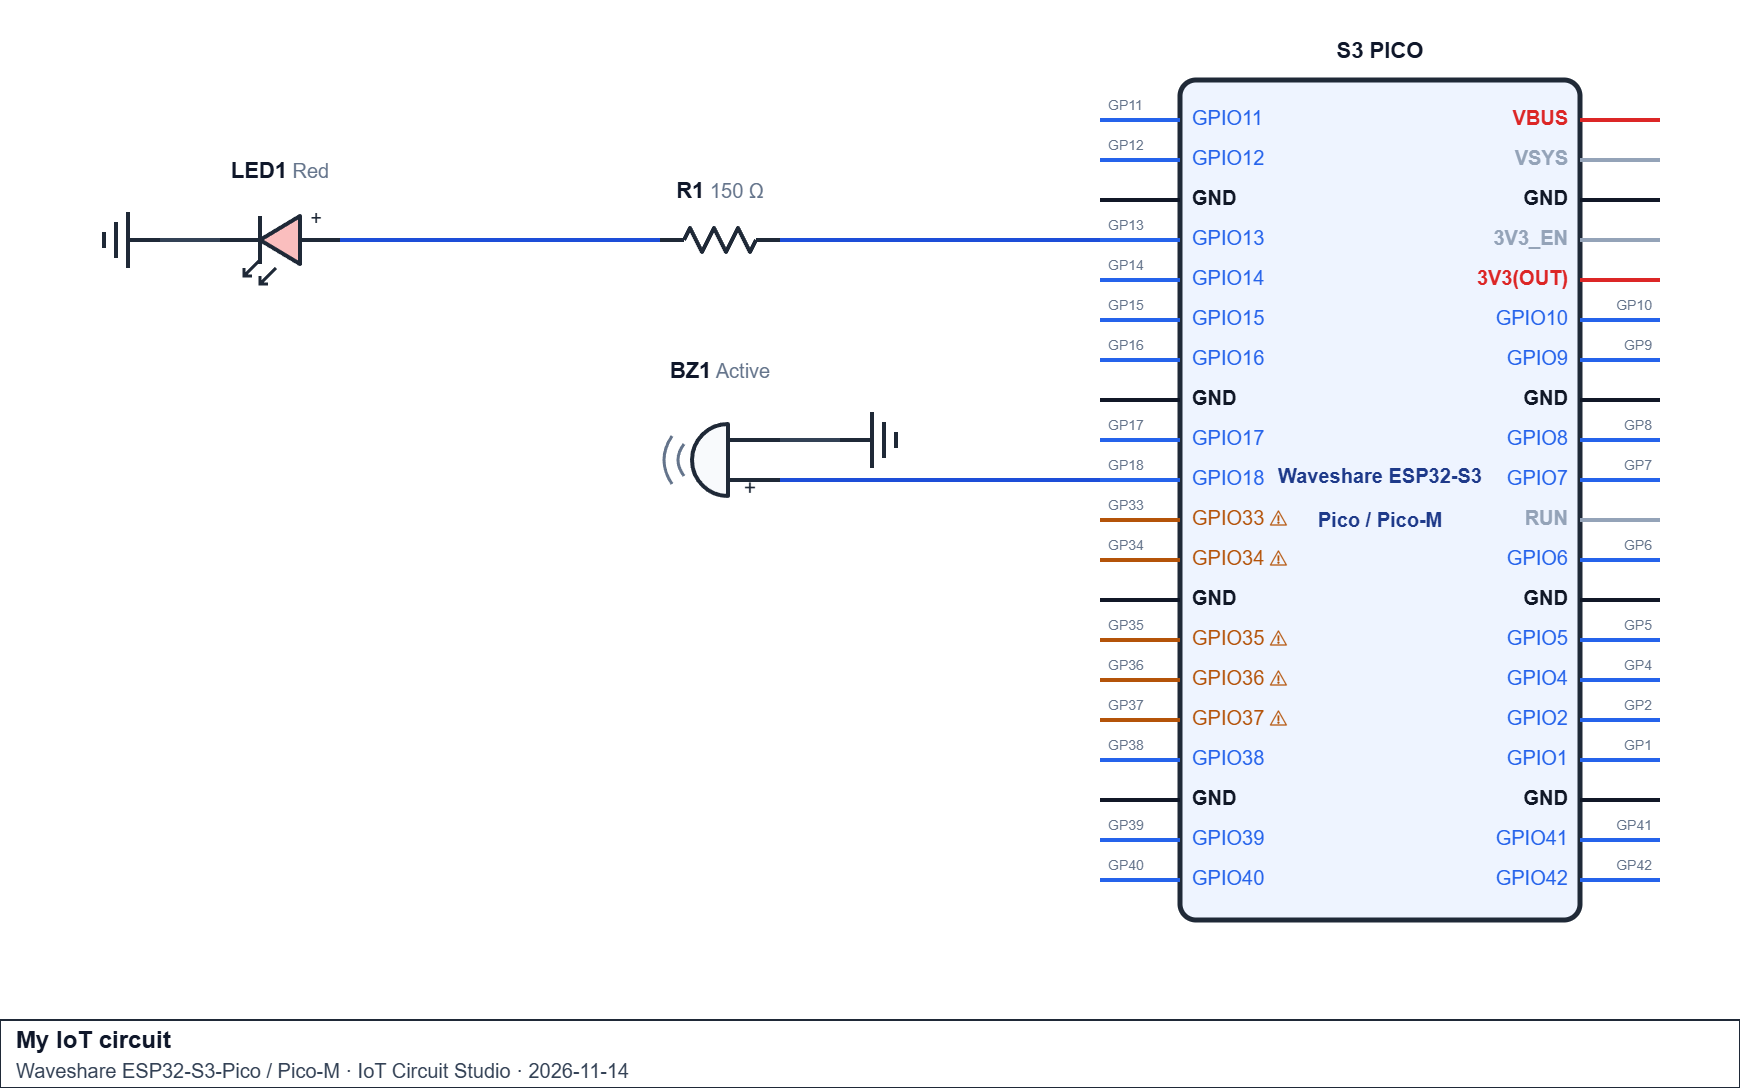 S3 PICO
GP11 GPIO11 VBUS
GP12 GPIO12 VSYS
LED1 Red
R1 150 Ω
GND GND
+
GP13 GPIO13 3V3_EN
GP14 GPIO14 3V3(OUT)
GP15 GPIO15 GPIO10 GP10
GP16 GPIO16 GPIO9 GP9
BZ1 Active
GND GND
GP17 GPIO17 GPIO8 GP8
GP18 GPIO18 Waveshare ESP32-S3 GPIO7 GP7
+
GP33 GPIO33 ⚠ Pico / Pico-M RUN
GP34 GPIO34 ⚠ GPIO6 GP6
GND GND
GP35 GPIO35 ⚠ GPIO5 GP5
GP36 GPIO36 ⚠ GPIO4 GP4
GP37 GPIO37 ⚠ GPIO2 GP2
GP38 GPIO38 GPIO1 GP1
GND GND
GP39 GPIO39 GPIO41 GP41
GP40 GPIO40 GPIO42 GP42
My IoT circuit
Waveshare ESP32-S3-Pico / Pico-M · IoT Circuit Studio · 2026-11-14